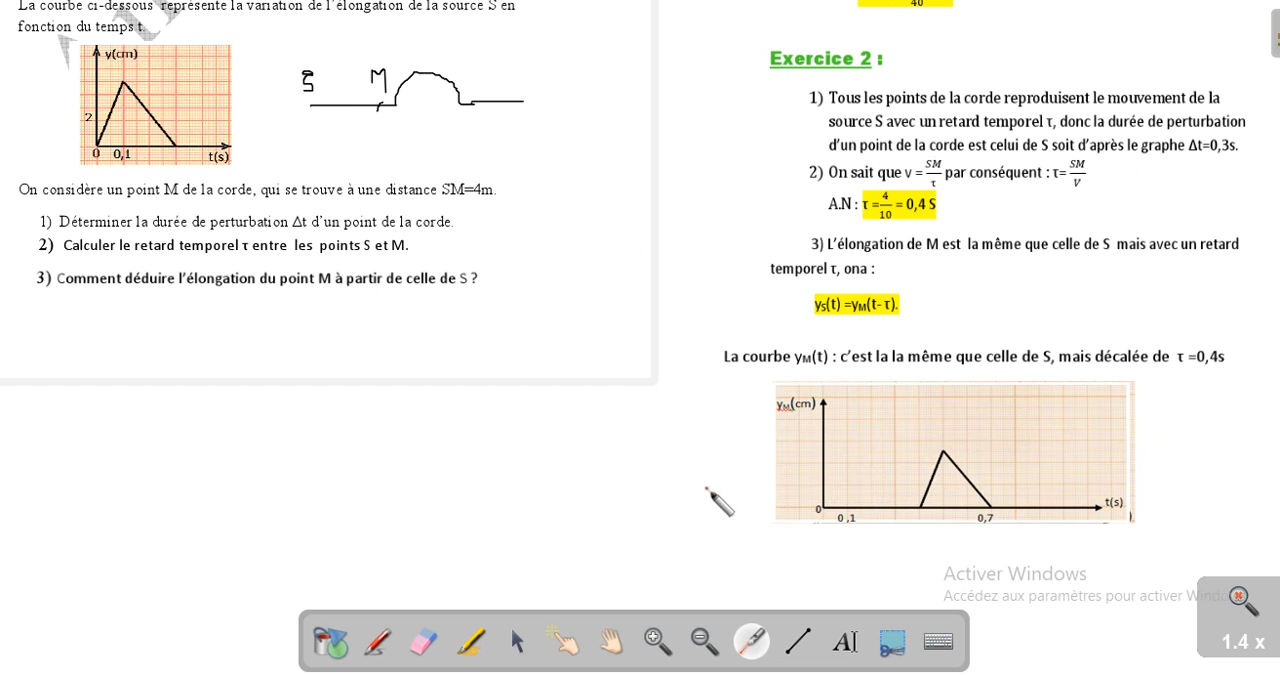 La courbe ci-dessous représente la variation de l'élongation de la source S en
fonction du temps t.
y(cm)
2
0 0,1 t(s)
S M
On considère un point M de la corde, qui se trouve à une distance SM=4m.
1) Déterminer la durée de perturbation Δt d'un point de la corde.
2) Calculer le retard temporel τ entre les points S et M.
3) Comment déduire l'élongation du point M à partir de celle de S ?
40
Exercice 2 :
1) Tous les points de la corde reproduisent le mouvement de la
source S avec un retard temporel τ, donc la durée de perturbation
d'un point de la corde est celui de S soit d'après le graphe Δt=0,3s.
2) On sait que v = SM/τ par conséquent : τ= SM/V
A.N : τ = 4/10 = 0,4 S
3) L'élongation de M est la même que celle de S mais avec un retard
temporel τ, ona :
yS(t) =yM(t- τ).
La courbe yM(t) : c'est la la même que celle de S, mais décalée de τ =0,4s
yM(cm)
t(s)
0 0,1 0,7
Activer Windows
Accédez aux paramètres pour activer
AI
1.4 x